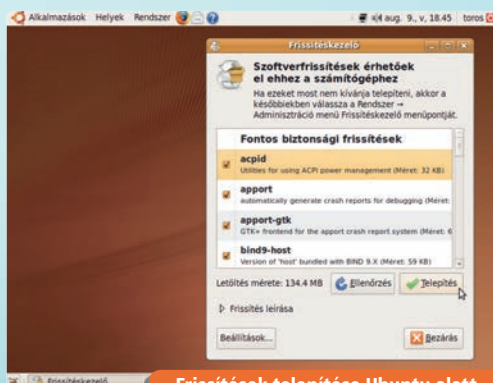 Alkalmazások Helyek Rendszer
aug. 9., v, 18.45 toros
Frissítéskezelő
Szoftverfrissítések érhetőek
el ehhez a számítógéphez
Ha ezeket most nem kívánja telepíteni, akkor a
későbbiekben válassza a Rendszer →
Adminisztráció menü Frissítéskezelő menüpontját.
Fontos biztonsági frissítések
acpid
Utilities for using ACPI power management (Méret: 32 KB)
apport
automatically generate crash reports for debugging (Méret:
apport-gtk
GTK+ frontend for the apport crash report system (Méret: 6
bind9-host
Version of 'host' bundled with BIND 9.X (Méret: 59 KB)
Letöltés mérete: 134.4 MB Ellenőrzés Telepítés
Frissítés leírása
Beállítások... Bezárás
Frissítéskezelő